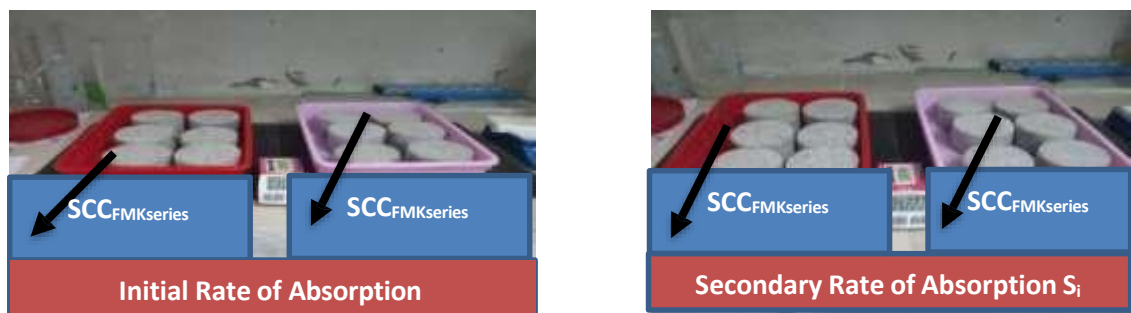 SCCFMKseries
SCCFMKseries
Initial Rate of Absorption
SCCFMKseries
SCCFMKseries
Secondary Rate of Absorption Si